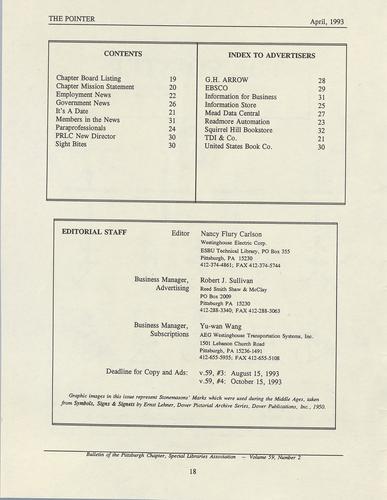 THE POINTER
April, 1993
CONTENTS
Chapter Board Listing 19
Chapter Mission Statement 20
Employment News 22
Government News 26
It's A Date 21
Members in the News 31
Paraprofessionals 24
PRLC New Director 30
Sight Bites 30
INDEX TO ADVERTISERS
G.H. ARROW 28
EBSCO 29
Information for Business 31
Information Store 25
Mead Data Central 27
Readmore Automation 23
Squirrel Hill Bookstore 32
TDI & Co. 21
United States Book Co. 30
EDITORIAL STAFF
Editor
Nancy Flury Carlson
Westinghouse Electric Corp.
ESBU Technical Library, PO Box 355
Pittsburgh, PA 15230
412-374-4861; FAX 412-374-5744
Business Manager,
Advertising
Robert J. Sullivan
Reed Smith Shaw & McClay
PO Box 2009
Pittsburgh PA 15230
412-288-3340; FAX 412-288-3063
Business Manager,
Subscriptions
Yu-wan Wang
AEG Westinghouse Transportation Systems, Inc.
1501 Lebanon Church Road
Pittsburgh, PA 15236-1491
412-655-5935; FAX 412-655-5108
Deadline for Copy and Ads:
v.59, #3: August 15, 1993
v.59, #4: October 15, 1993
Graphic images in this issue represent Stonemasons' Marks which were used during the Middle Ages, taken
from Symbols, Signs & Signets by Ernst Lehner, Dover Pictorial Archive Series, Dover Publications, Inc., 1950.
Bulletin of the Pittsburgh Chapter, Special Libraries Association — Volume 59, Number 2
18